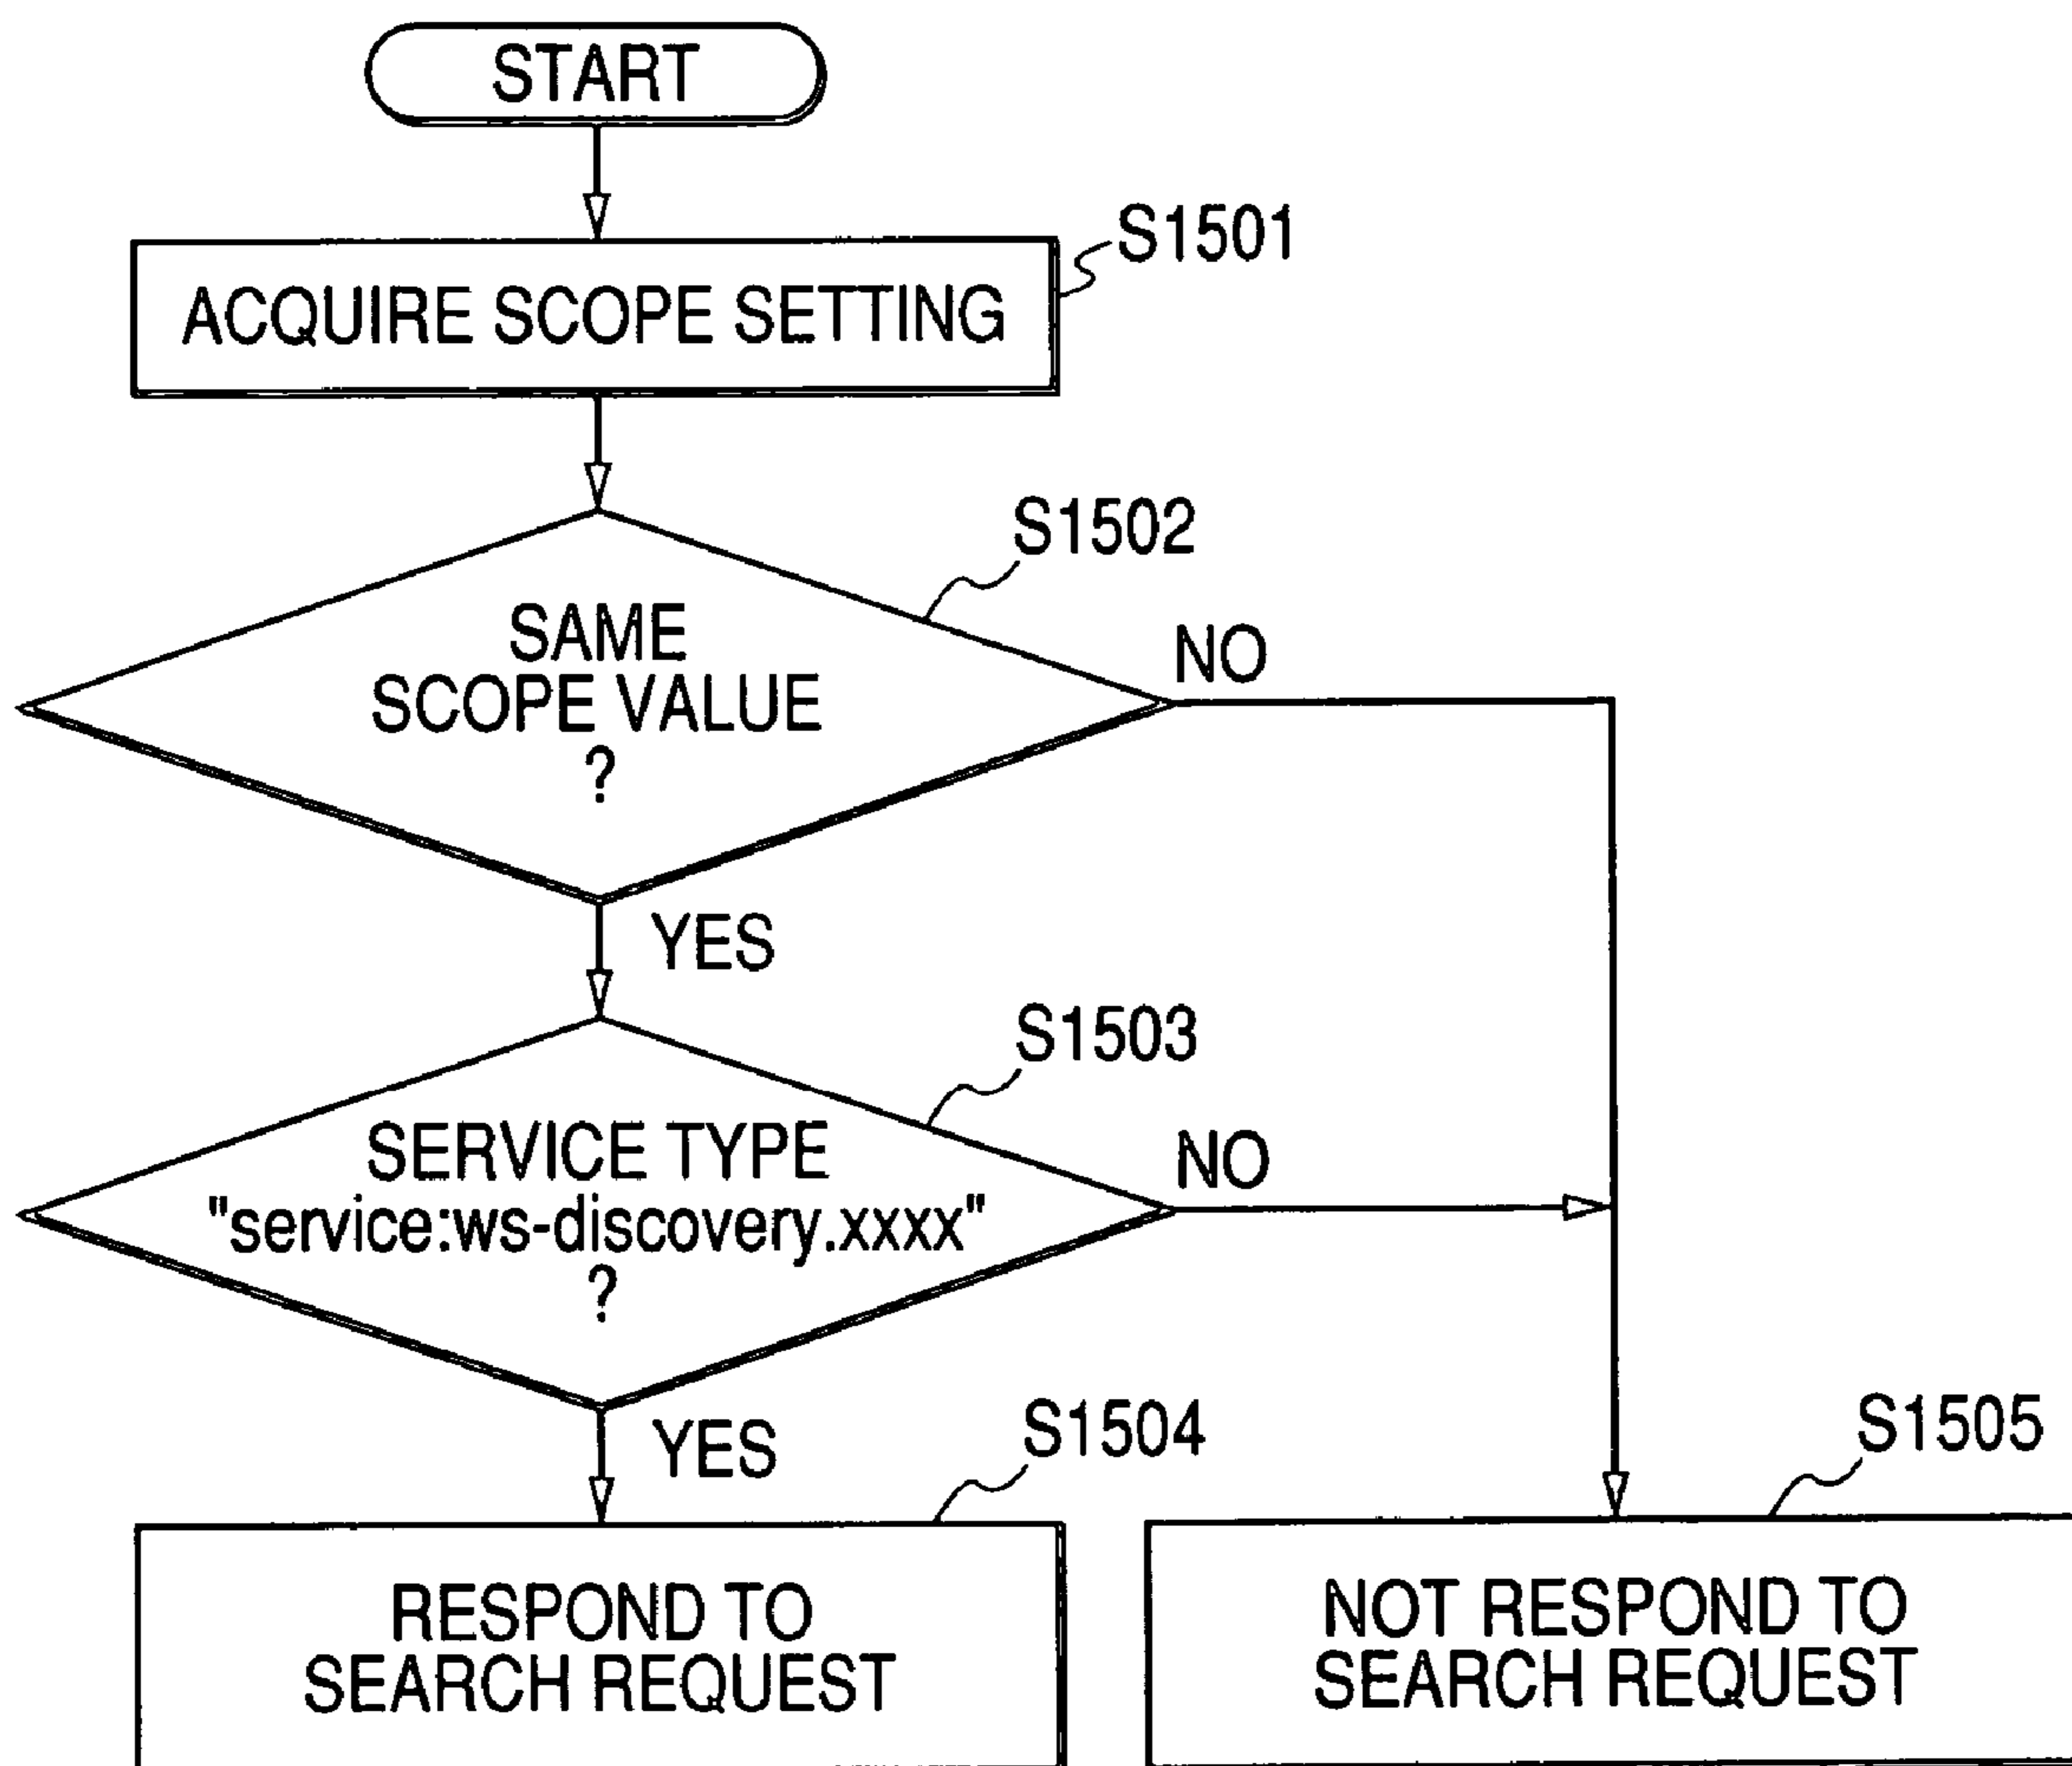 START
S1501
ACQUIRE SCOPE SETTING
S1502
SAME
SCOPE VALUE
?
NO
YES
S1503
SERVICE TYPE
"service:ws-discovery.xxxx"
?
NO
YES
S1504
RESPOND TO
SEARCH REQUEST
S1505
NOT RESPOND TO
SEARCH REQUEST